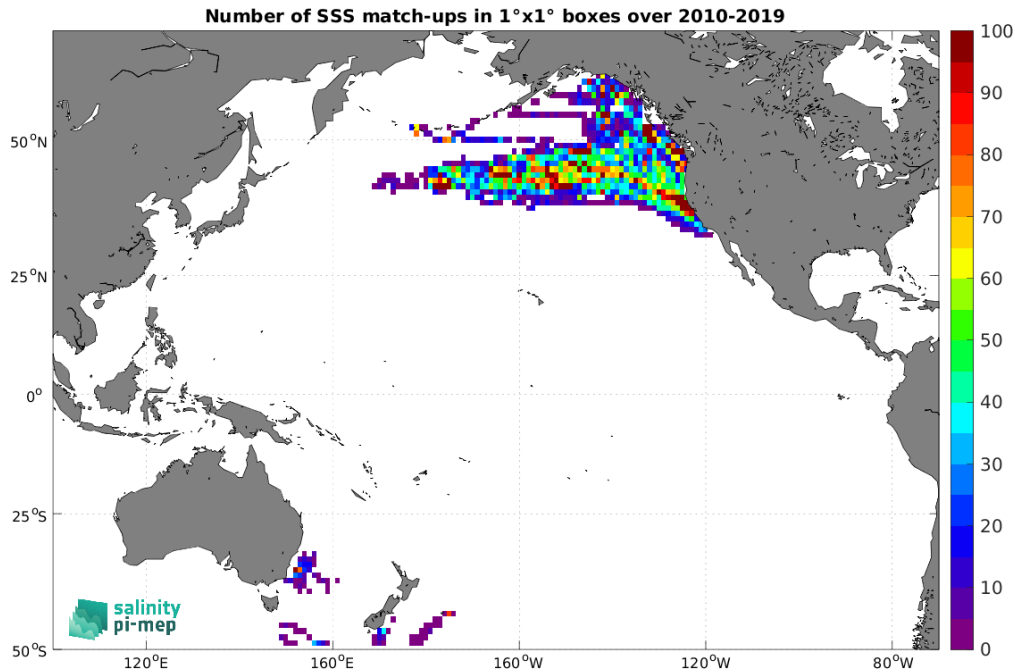 Number of SSS match-ups in 1°x1° boxes over 2010-2019
50°N
25°N
0°
25°S
50°S
120°E
160°E
160°W
120°W
80°W
100
90
80
70
60
50
40
30
20
10
0
salinity
pi-mep